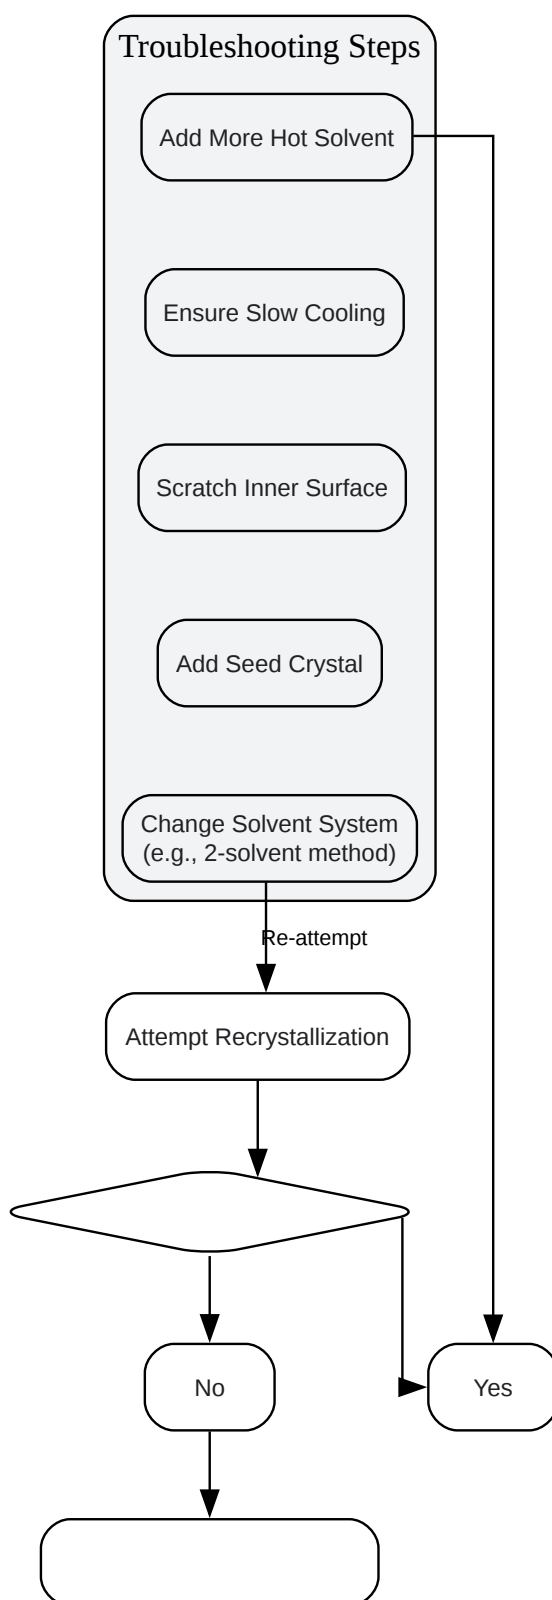 Troubleshooting Steps
Add More Hot Solvent
Ensure Slow Cooling
Scratch Inner Surface
Add Seed Crystal
Change Solvent System
(e.g., 2-solvent method)
Re-attempt
Attempt Recrystallization
No
Yes